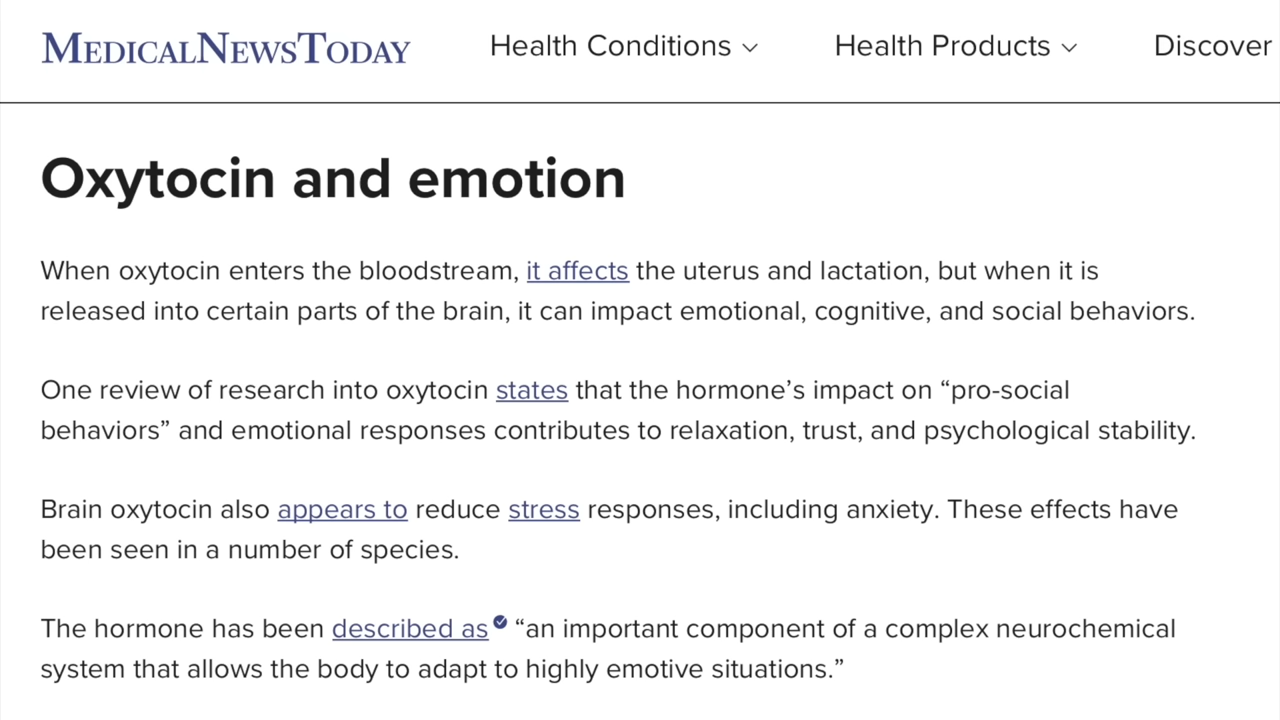 MEDICALNEWSTODAY Health Conditions Health Products Discover
Oxytocin and emotion
When oxytocin enters the bloodstream, it affects the uterus and lactation, but when it is
released into certain parts of the brain, it can impact emotional, cognitive, and social behaviors.
One review of research into oxytocin states that the hormone’s impact on “pro-social
behaviors” and emotional responses contributes to relaxation, trust, and psychological stability.
Brain oxytocin also appears to reduce stress responses, including anxiety. These effects have
been seen in a number of species.
The hormone has been described as “an important component of a complex neurochemical
system that allows the body to adapt to highly emotive situations.”